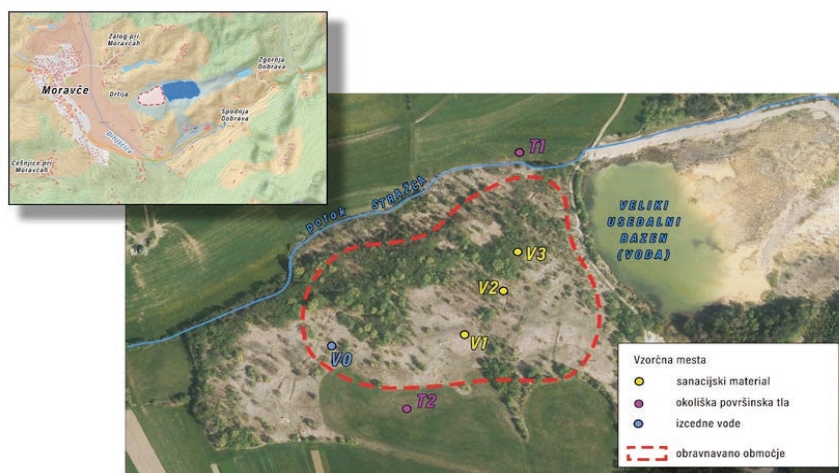 Zalog pri
Moravčah
Zgornja
Dobrava
Moravče
Drtija
Spodnja
Dobrava
Drtijščica
Češnjice pri
Moravčah
T1
potok STRAŽCA
VELIKI
USEDALNI
BAZEN
(VODA)
V3
V2
V1
V0
T2
Vzorčna mesta
sanacijski material
okoliška površinska tla
izcedne vode
obravnavano območje